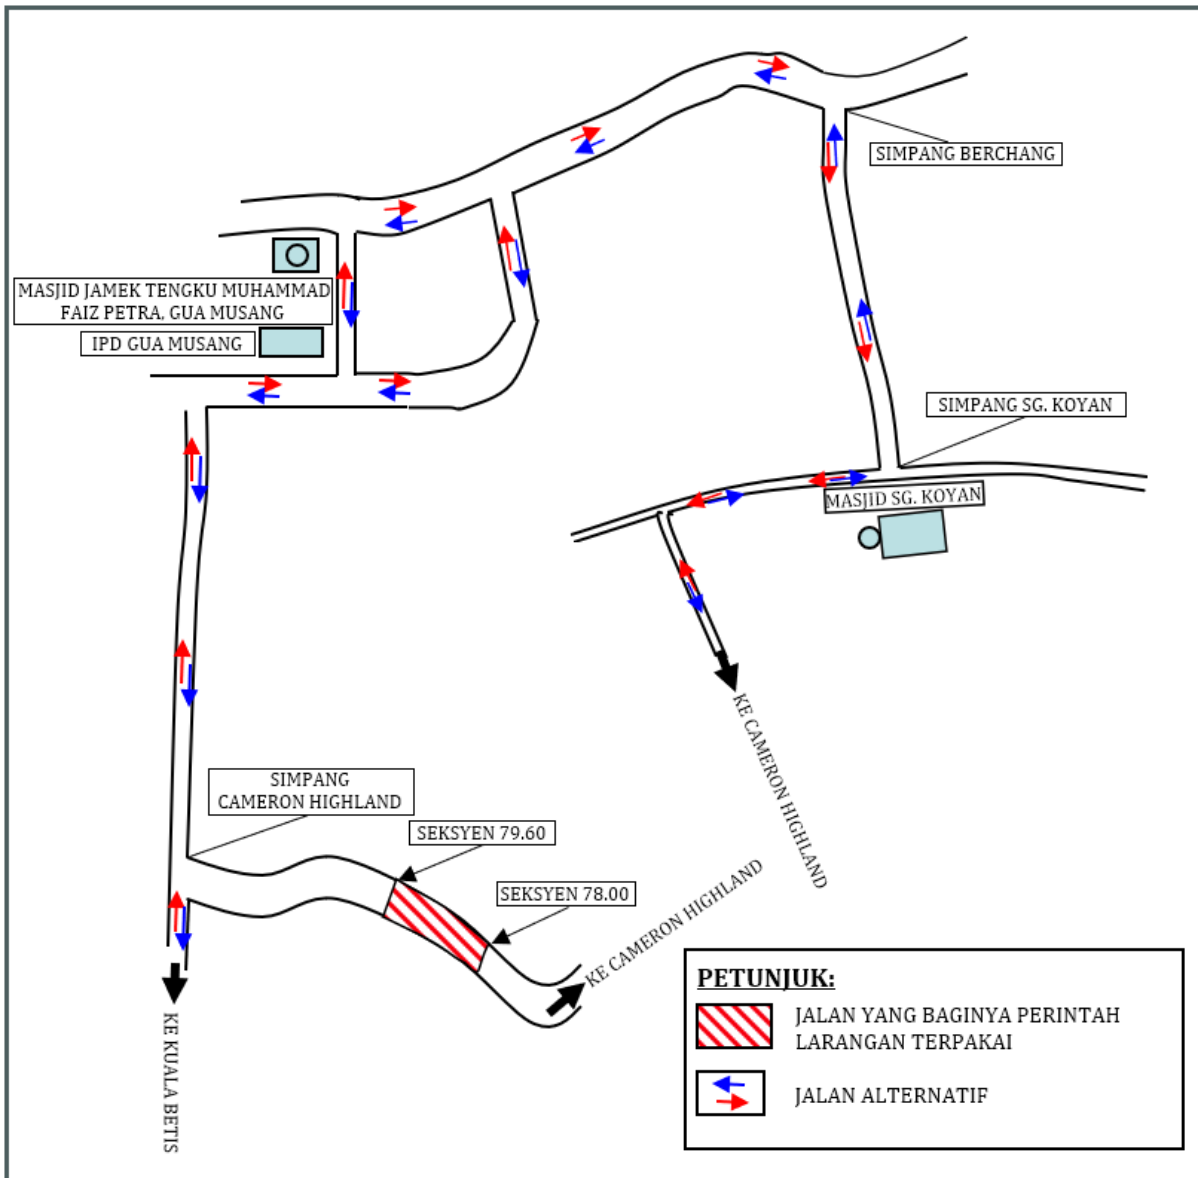 SIMPANG BERCHANG
MASJID JAMEK TENGKU MUHAMMAD
FAIZ PETRA, GUA MUSANG
IPD GUA MUSANG
SIMPANG SG. KOYAN
MASJID SG. KOYAN
KE CAMERON HIGHLAND
SIMPANG
CAMERON HIGHLAND
SEKSYEN 79.60
SEKSYEN 78.00
KE CAMERON HIGHLAND
KE KUALA BETIS
PETUNJUK:
JALAN YANG BAGINYA PERINTAH
LARANGAN TERPAKAI
JALAN ALTERNATIF